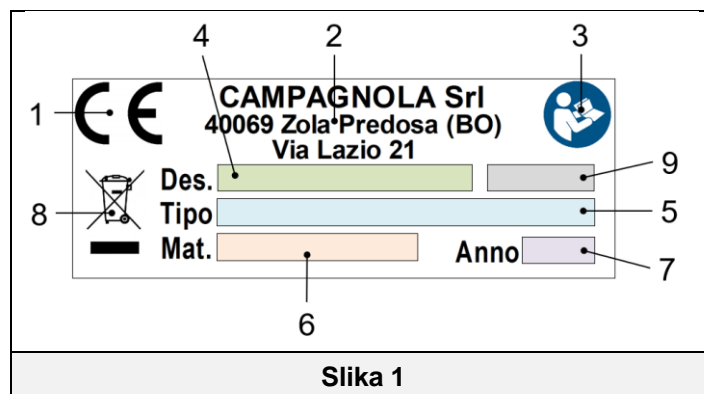 4 2 3
1 CE CAMPAGNOLA Srl
40069 Zola Predosa (BO)
Via Lazio 21
Des. 9
8 Tipo 5
Mat. Anno 7
6
Slika 1